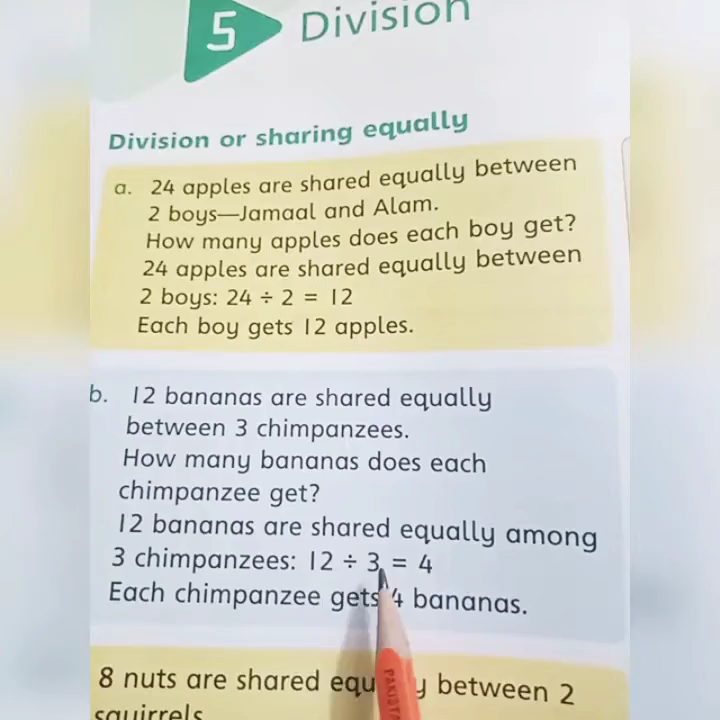 5 Division
Division or sharing equally
a. 24 apples are shared equally between
2 boys—Jamaal and Alam.
How many apples does each boy get?
24 apples are shared equally between
2 boys: 24 ÷ 2 = 12
Each boy gets 12 apples.
b. 12 bananas are shared equally
between 3 chimpanzees.
How many bananas does each
chimpanzee get?
12 bananas are shared equally among
3 chimpanzees: 12 ÷ 3 = 4
Each chimpanzee gets 4 bananas.
8 nuts are shared between 2
squirrels